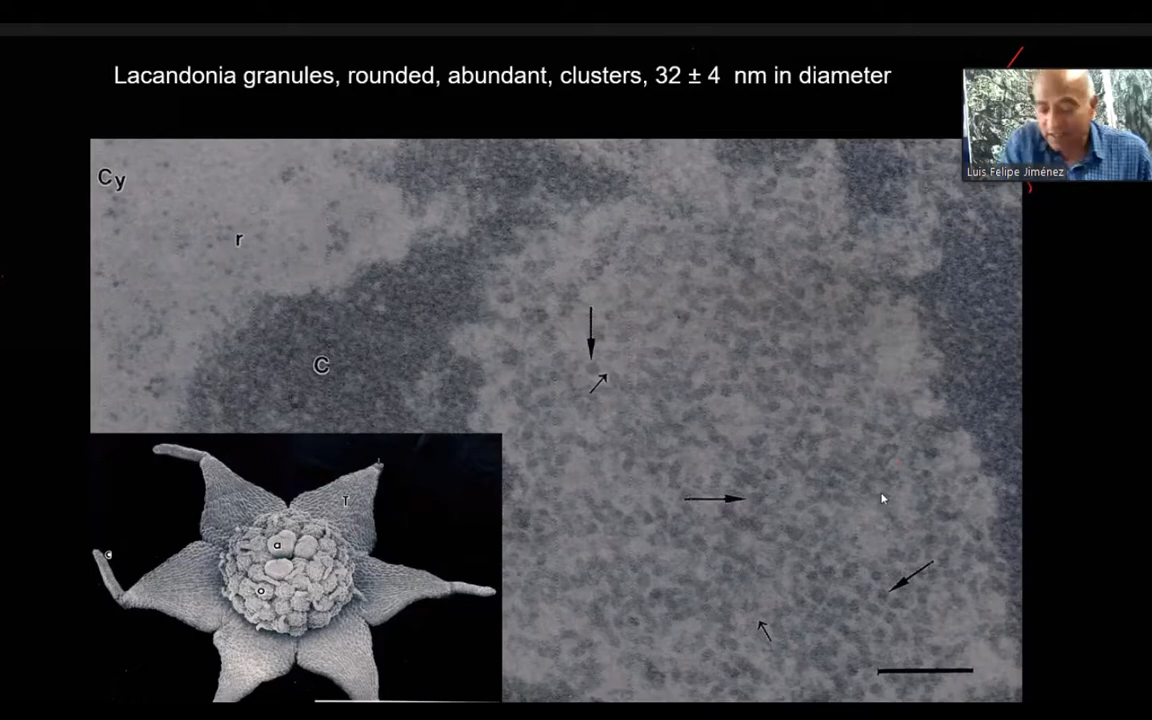 Lacandonia granules, rounded, abundant, clusters, 32 ± 4 nm in diameter
Luis Felipe Jiménez
Cy
r
C
T
a
c
o